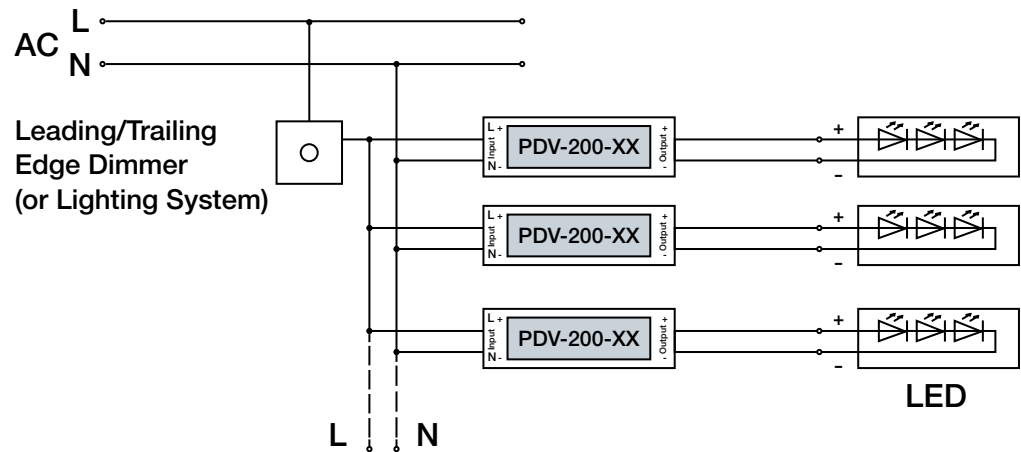 AC
L
N
Leading/Trailing
Edge Dimmer
(or Lighting System)
L +
Input
N -
PDV-200-XX
Output
+
-
+
–
L +
Input
N -
PDV-200-XX
Output
+
-
+
–
L +
Input
N -
PDV-200-XX
Output
+
-
+
–
LED
L N